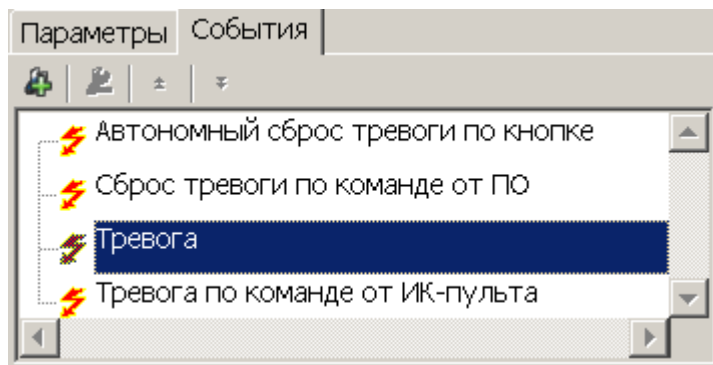 Параметры События
Автономный сброс тревоги по кнопке
Сброс тревоги по команде от ПО
Тревога
Тревога по команде от ИК-пульта